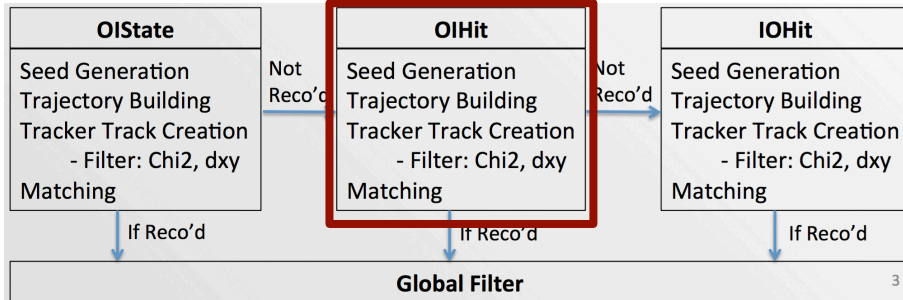 OIState
Seed Generation
Trajectory Building
Tracker Track Creation
- Filter: Chi2, dxy
Matching
Not
Reco’d
OIHit
Seed Generation
Trajectory Building
Tracker Track Creation
- Filter: Chi2, dxy
Matching
Not
Reco’d
IOHit
Seed Generation
Trajectory Building
Tracker Track Creation
- Filter: Chi2, dxy
Matching
If Reco’d
If Reco’d
If Reco’d
Global Filter
3